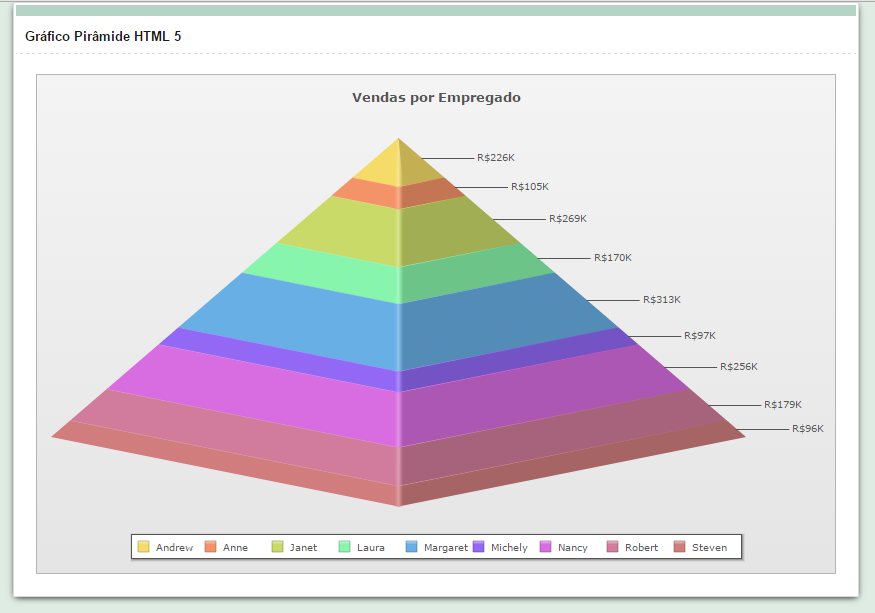 Gráfico Pirâmide HTML 5
Vendas por Empregado
R$226K
R$105K
R$269K
R$170K
R$313K
R$97K
R$256K
R$179K
R$96K
Andrew Anne Janet Laura Margaret Michely Nancy Robert Steven